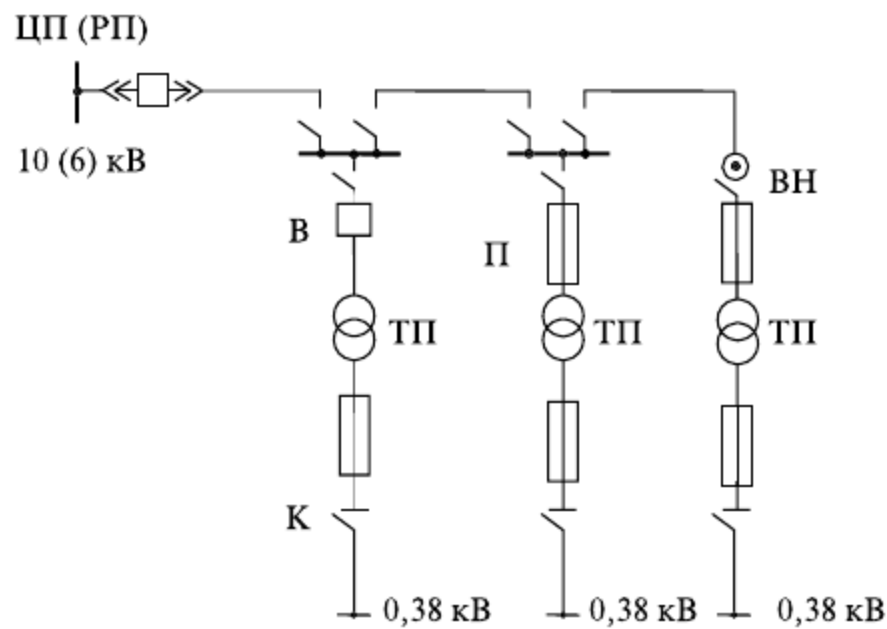 ЦП (РП)
10 (6) кВ
ВН
В
П
ТП
ТП
ТП
К
0,38 кВ
0,38 кВ
0,38 кВ